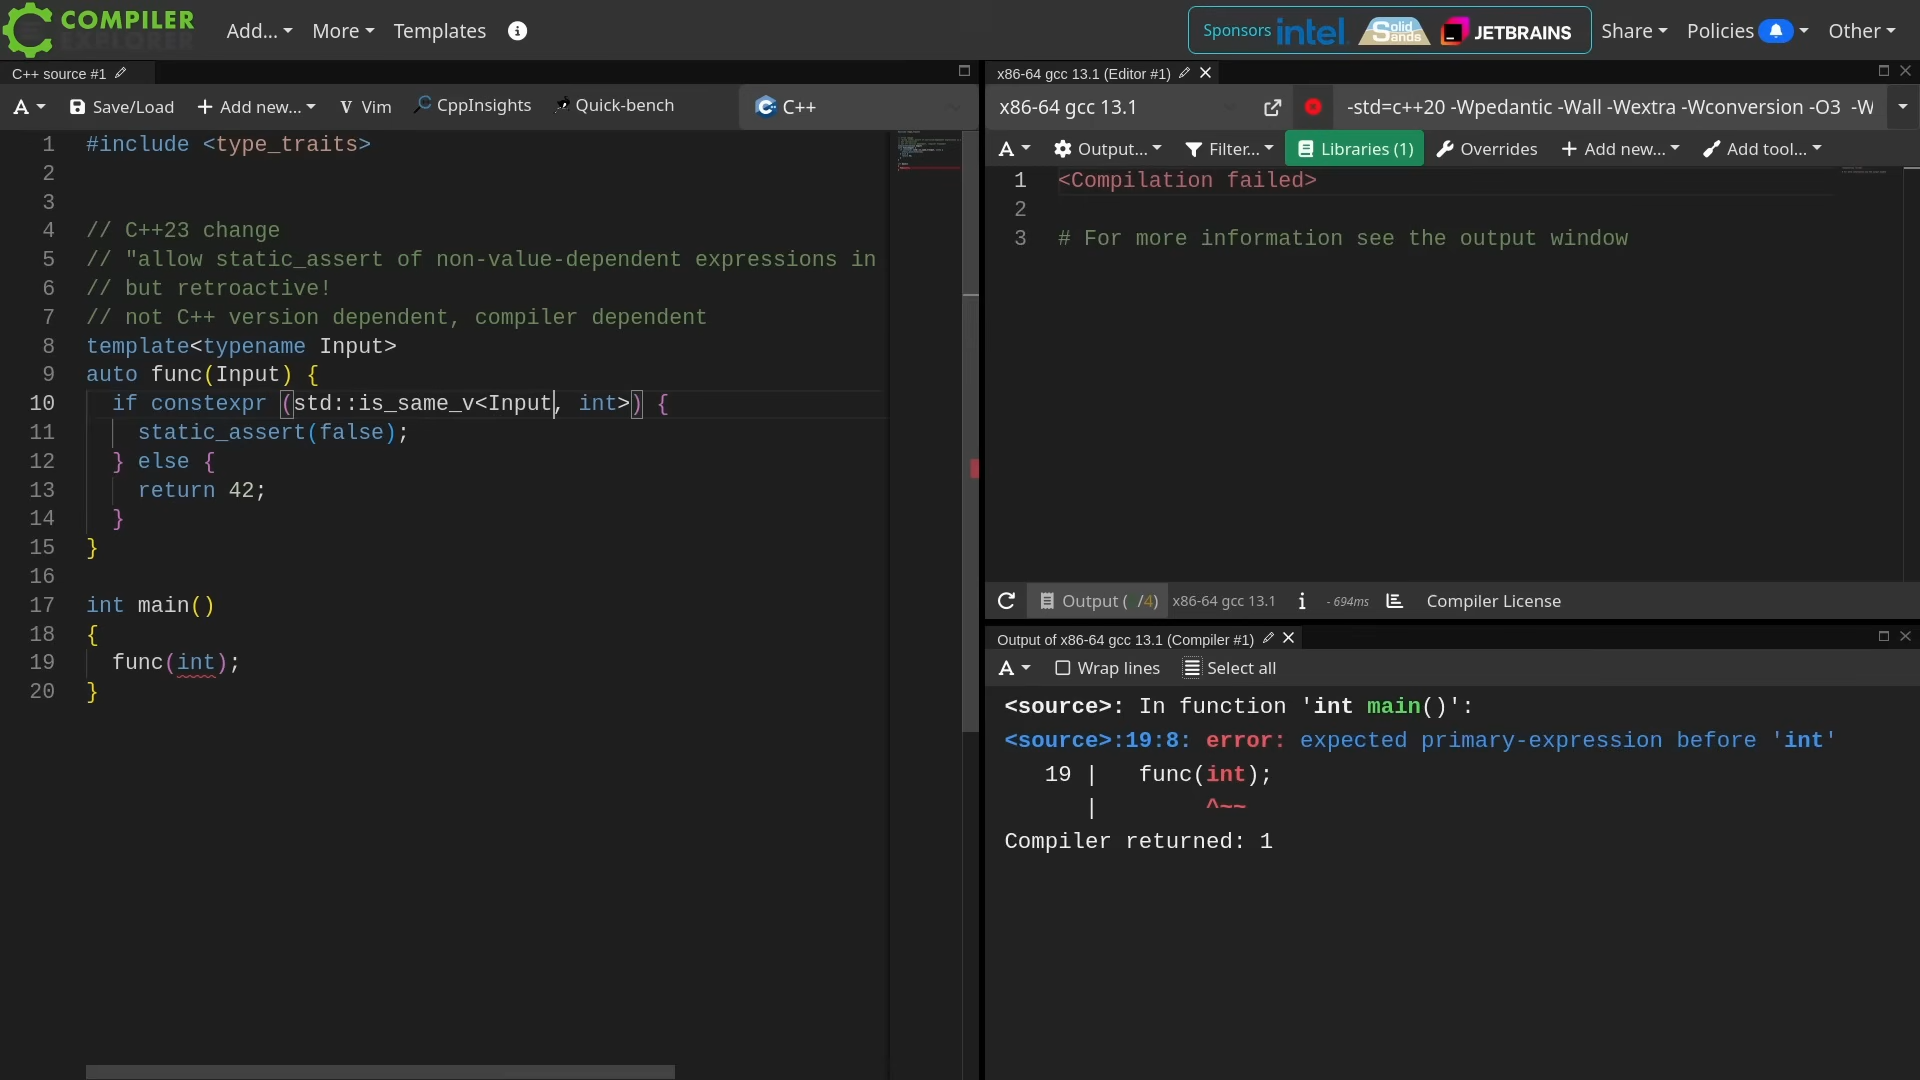 COMPILER
EXPLORER
Add...
More
Templates
Sponsors
intel
Solid Sands
JETBRAINS
Share
Policies
Other
C++ source #1
A
Save/Load
+ Add new...
V Vim
CppInsights
Quick-bench
C++
1 #include <type_traits>
2
3
4 // C++23 change
5 // "allow static_assert of non-value-dependent expressions in
6 // but retroactive!
7 // not C++ version dependent, compiler dependent
8 template<typename Input>
9 auto func(Input) {
10 if constexpr (std::is_same_v<Input, int>) {
11 static_assert(false);
12 } else {
13 return 42;
14 }
15 }
16
17 int main()
18 {
19 func(int);
20 }
x86-64 gcc 13.1 (Editor #1)
x86-64 gcc 13.1
-std=c++20 -Wpedantic -Wall -Wextra -Wconversion -O3 -W
A
Output...
Filter...
Libraries (1)
Overrides
+ Add new...
Add tool...
1 <Compilation failed>
2
3 # For more information see the output window
Output ( /4)
x86-64 gcc 13.1
i
- 694ms
Compiler License
Output of x86-64 gcc 13.1 (Compiler #1)
A
Wrap lines
Select all
<source>: In function 'int main()':
<source>:19:8: error: expected primary-expression before 'int'
19 | func(int);
| ^~~
Compiler returned: 1